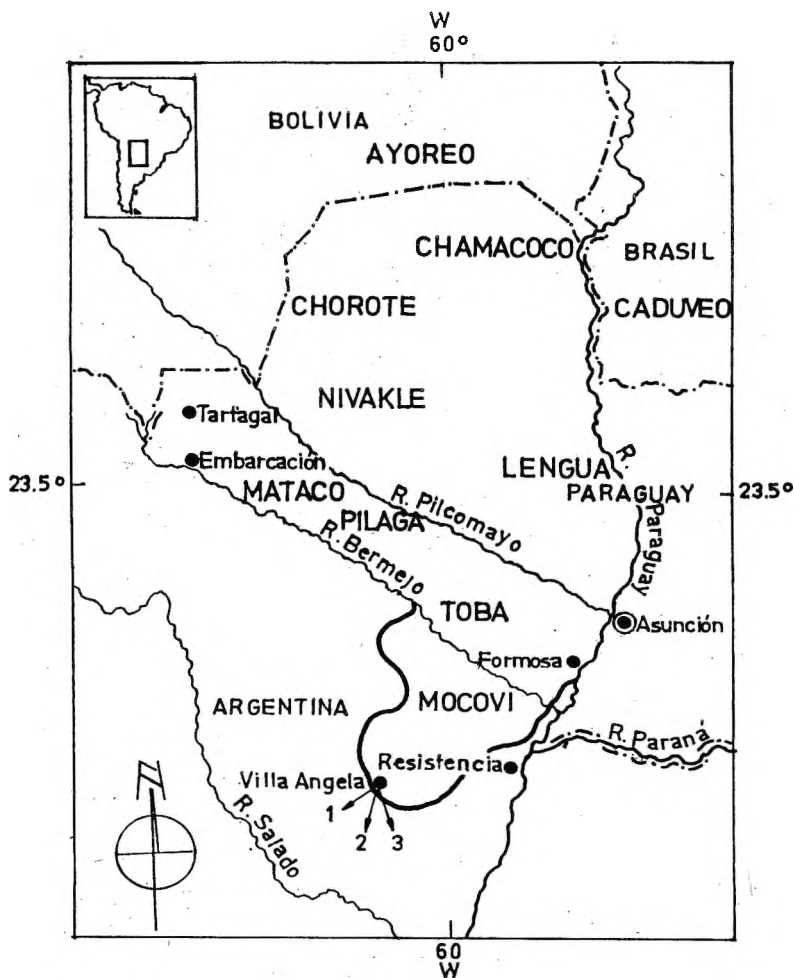 W
60°
BOLIVIA
AYOREO
CHAMACOCO
BRASIL
CHOROTE
CADUVEO
NIVAKLE
Tartagal
Embarcación
LENGUA
R. Paraguay
23.5°
MATACO
PARAGUAY
23.5°
PILAGA
R. Pilcomayo
R. Bermejo
TOBA
Asunción
Formosa
ARGENTINA
MOCOVI
R. Paraná
Resistencia
Villa Angela
1
2
3
R. Salado
N
60
W